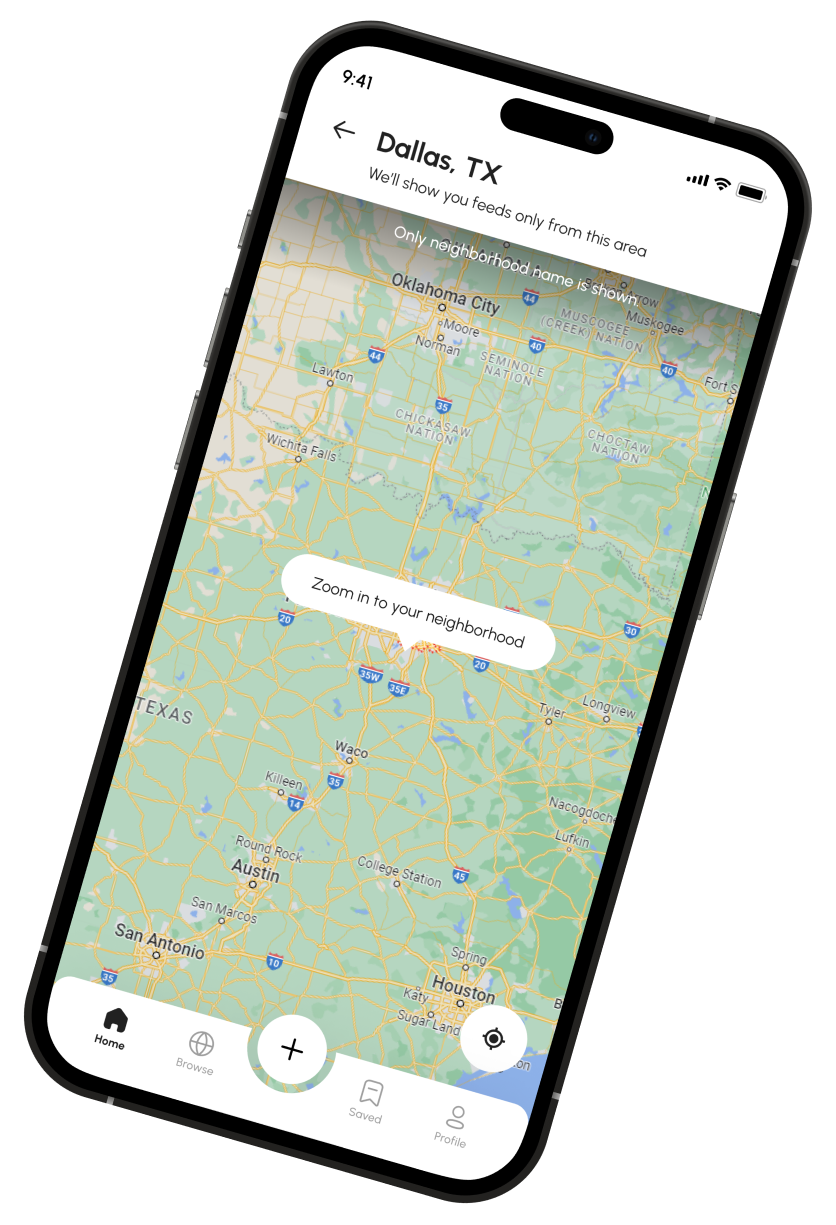 9:41
Dallas, TX
We'll show you feeds only from this area
Only neighborhood name is shown
Oklahoma City
44
Muskogee
MUSCOGEE
(CREEK) NATION
Moore
Norman
40
44
SEMINOLE
NATION
40
Fort S
Lawton
35
CHICKASAW
NATION
CHOCTAW
NATION
Wichita Falls
Zoom in to your neighborhood
20
30
20
35W
35E
Longview
Tyler
TEXAS
Waco
Killeen
35
14
Nacogdoch
Lufkin
Round Rock
Austin
College Station
45
San Marcos
San Antonio
10
Spring
35
Houston
Katy
Sugar Land
B
on
Home
Browse
Saved
Profile